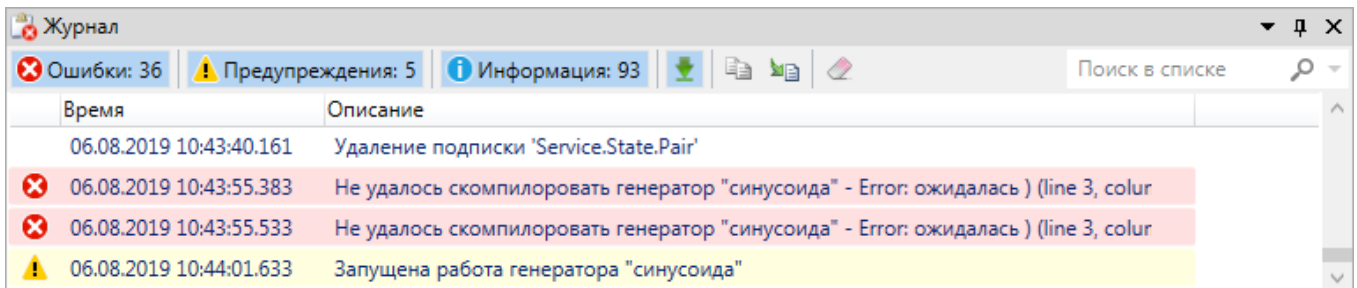 Журнал
Ошибки: 36 Предупреждения: 5 Информация: 93 Поиск в списке
Время Описание
06.08.2019 10:43:40.161 Удаление подписки 'Service.State.Pair'
06.08.2019 10:43:55.383 Не удалось скомпилоровать генератор "синусоида" - Error: ожидалась ) (line 3, colur
06.08.2019 10:43:55.533 Не удалось скомпилоровать генератор "синусоида" - Error: ожидалась ) (line 3, colur
06.08.2019 10:44:01.633 Запущена работа генератора "синусоида"